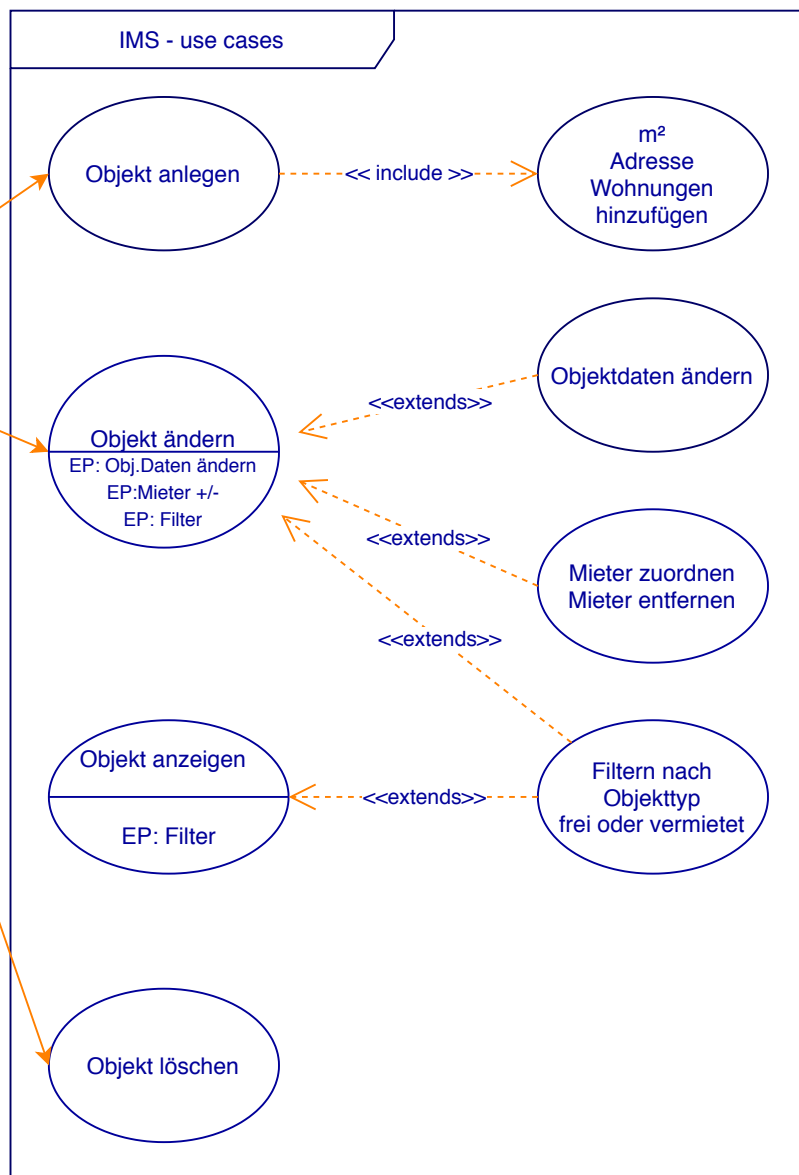 IMS - use cases
Objekt anlegen
<< include >>
m²
Adresse
Wohnungen
hinzufügen
Objekt ändern
EP: Obj.Daten ändern
EP:Mieter +/-
EP: Filter
<<extends>>
Objektdaten ändern
<<extends>>
Mieter zuordnen
Mieter entfernen
<<extends>>
Objekt anzeigen
EP: Filter
<<extends>>
Filtern nach
Objekttyp
frei oder vermietet
Objekt löschen